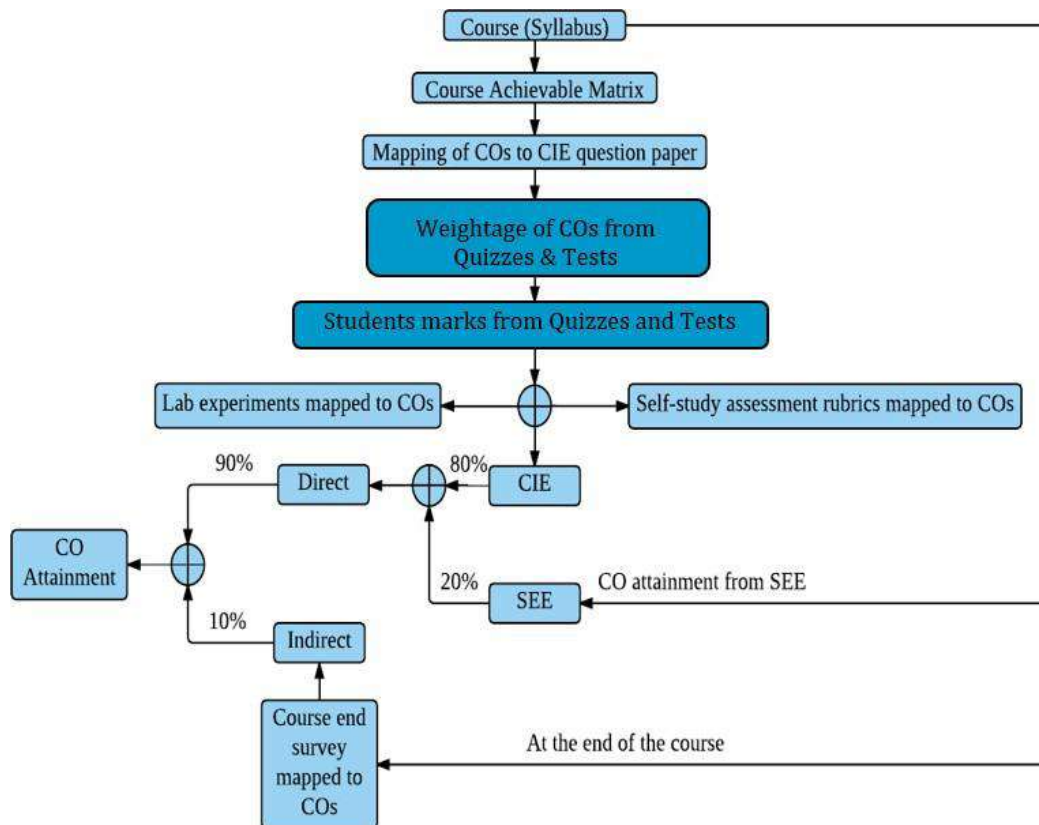 Course (Syllabus)
Course Achievable Matrix
Mapping of COs to CIE question paper
Weightage of COs from
Quizzes & Tests
Students marks from Quizzes and Tests
Lab experiments mapped to COs
Self-study assessment rubrics mapped to COs
90%
Direct
80%
CIE
CO
Attainment
20%
SEE
CO attainment from SEE
10%
Indirect
Course end
survey
mapped to
COs
At the end of the course